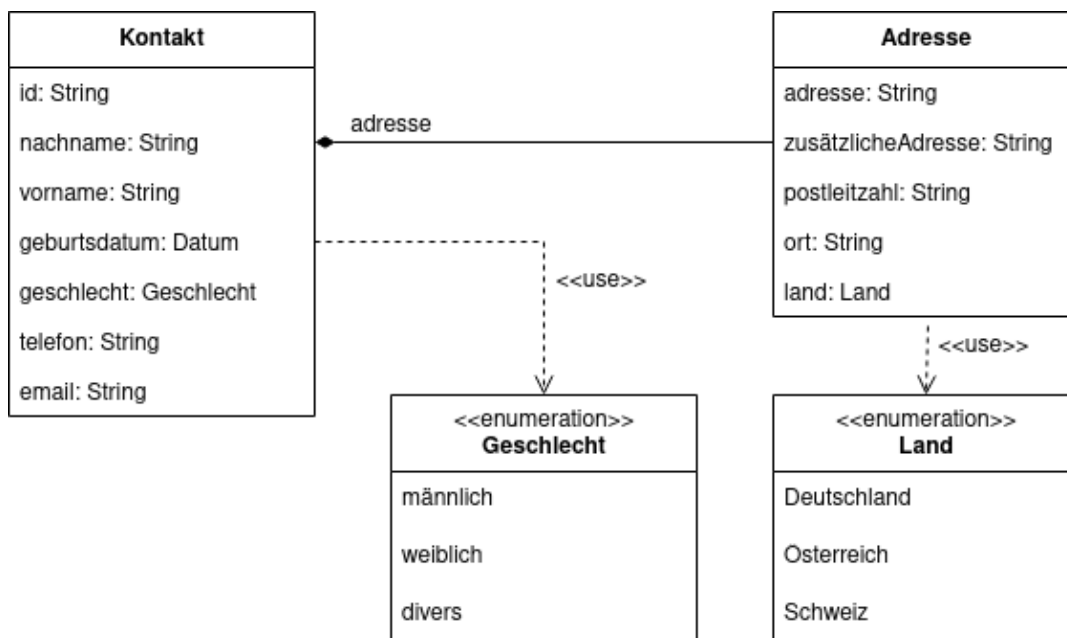 Kontakt
id: String
nachname: String
vorname: String
geburtsdatum: Datum
geschlecht: Geschlecht
telefon: String
email: String
adresse
Adresse
adresse: String
zusätzlicheAdresse: String
postleitzahl: String
ort: String
land: Land
<<use>>
<<use>>
<<enumeration>>
Geschlecht
männlich
weiblich
divers
<<enumeration>>
Land
Deutschland
Österreich
Schweiz